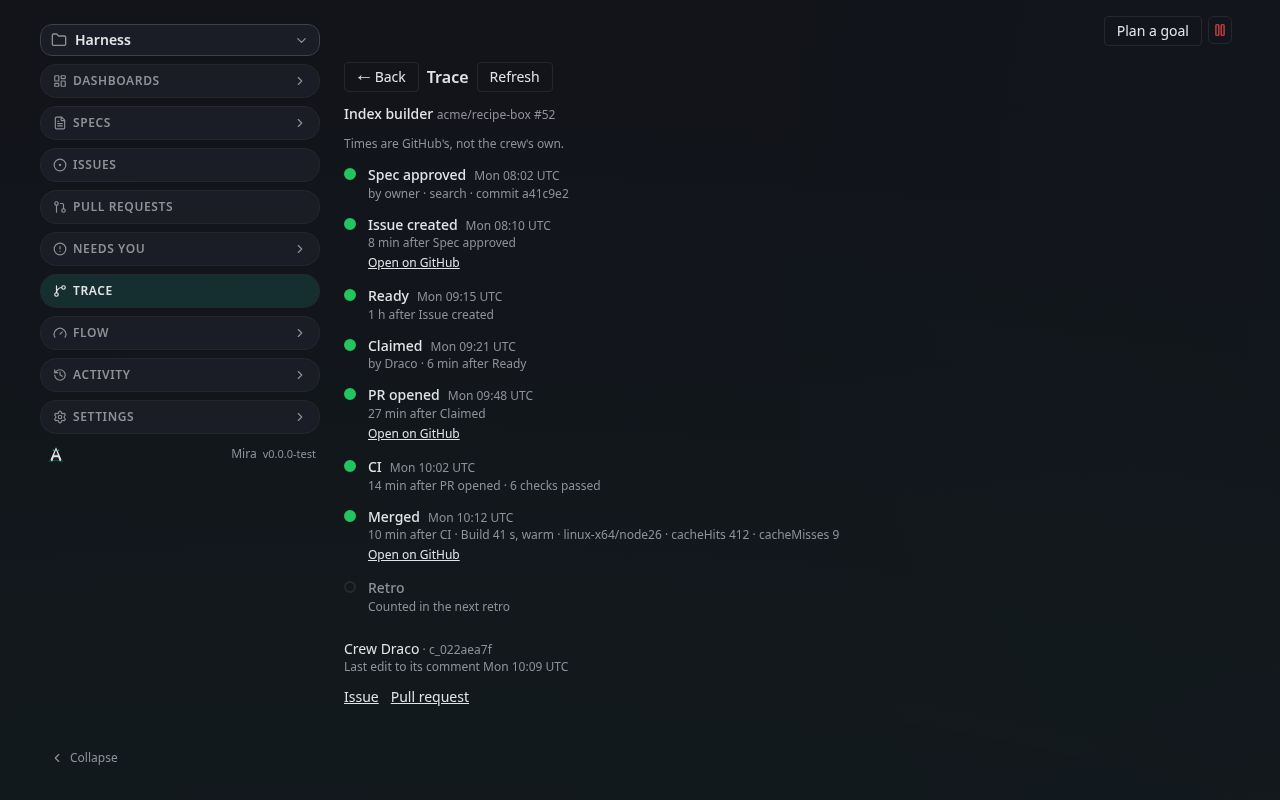 Harness
DASHBOARDS
SPECS
ISSUES
PULL REQUESTS
NEEDS YOU
TRACE
FLOW
ACTIVITY
SETTINGS
A
Mira v0.0.0-test
Collapse
Plan a goal
← Back Trace Refresh
Index builder acme/recipe-box #52
Times are GitHub's, not the crew's own.
Spec approved Mon 08:02 UTC
by owner · search · commit a41c9e2
Issue created Mon 08:10 UTC
8 min after Spec approved
Open on GitHub
Ready Mon 09:15 UTC
1 h after Issue created
Claimed Mon 09:21 UTC
by Draco · 6 min after Ready
PR opened Mon 09:48 UTC
27 min after Claimed
Open on GitHub
CI Mon 10:02 UTC
14 min after PR opened · 6 checks passed
Merged Mon 10:12 UTC
10 min after CI · Build 41 s, warm · linux-x64/node26 · cacheHits 412 · cacheMisses 9
Open on GitHub
Retro
Counted in the next retro
Crew Draco · c_022aea7f
Last edit to its comment Mon 10:09 UTC
Issue Pull request